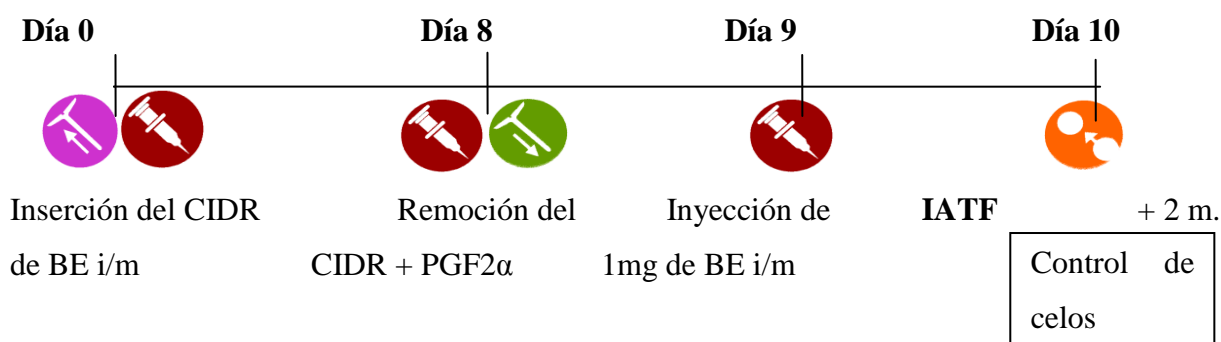 Día 0 Día 8 Día 9 Día 10
Inserción del CIDR Remoción del Inyección de IATF + 2 m.
de BE i/m CIDR + PGF2α 1mg de BE i/m Control de
celos